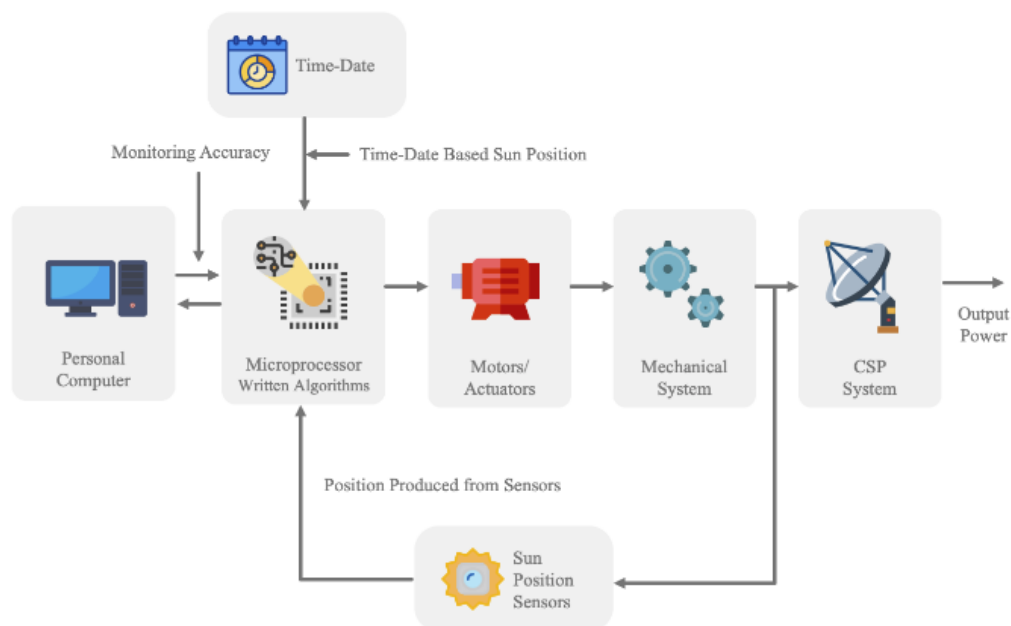 Time-Date
Monitoring Accuracy
Time-Date Based Sun Position
Personal
Computer
Microprocessor
Written Algorithms
Motors/
Actuators
Mechanical
System
CSP
System
Output
Power
Position Produced from Sensors
Sun
Position
Sensors